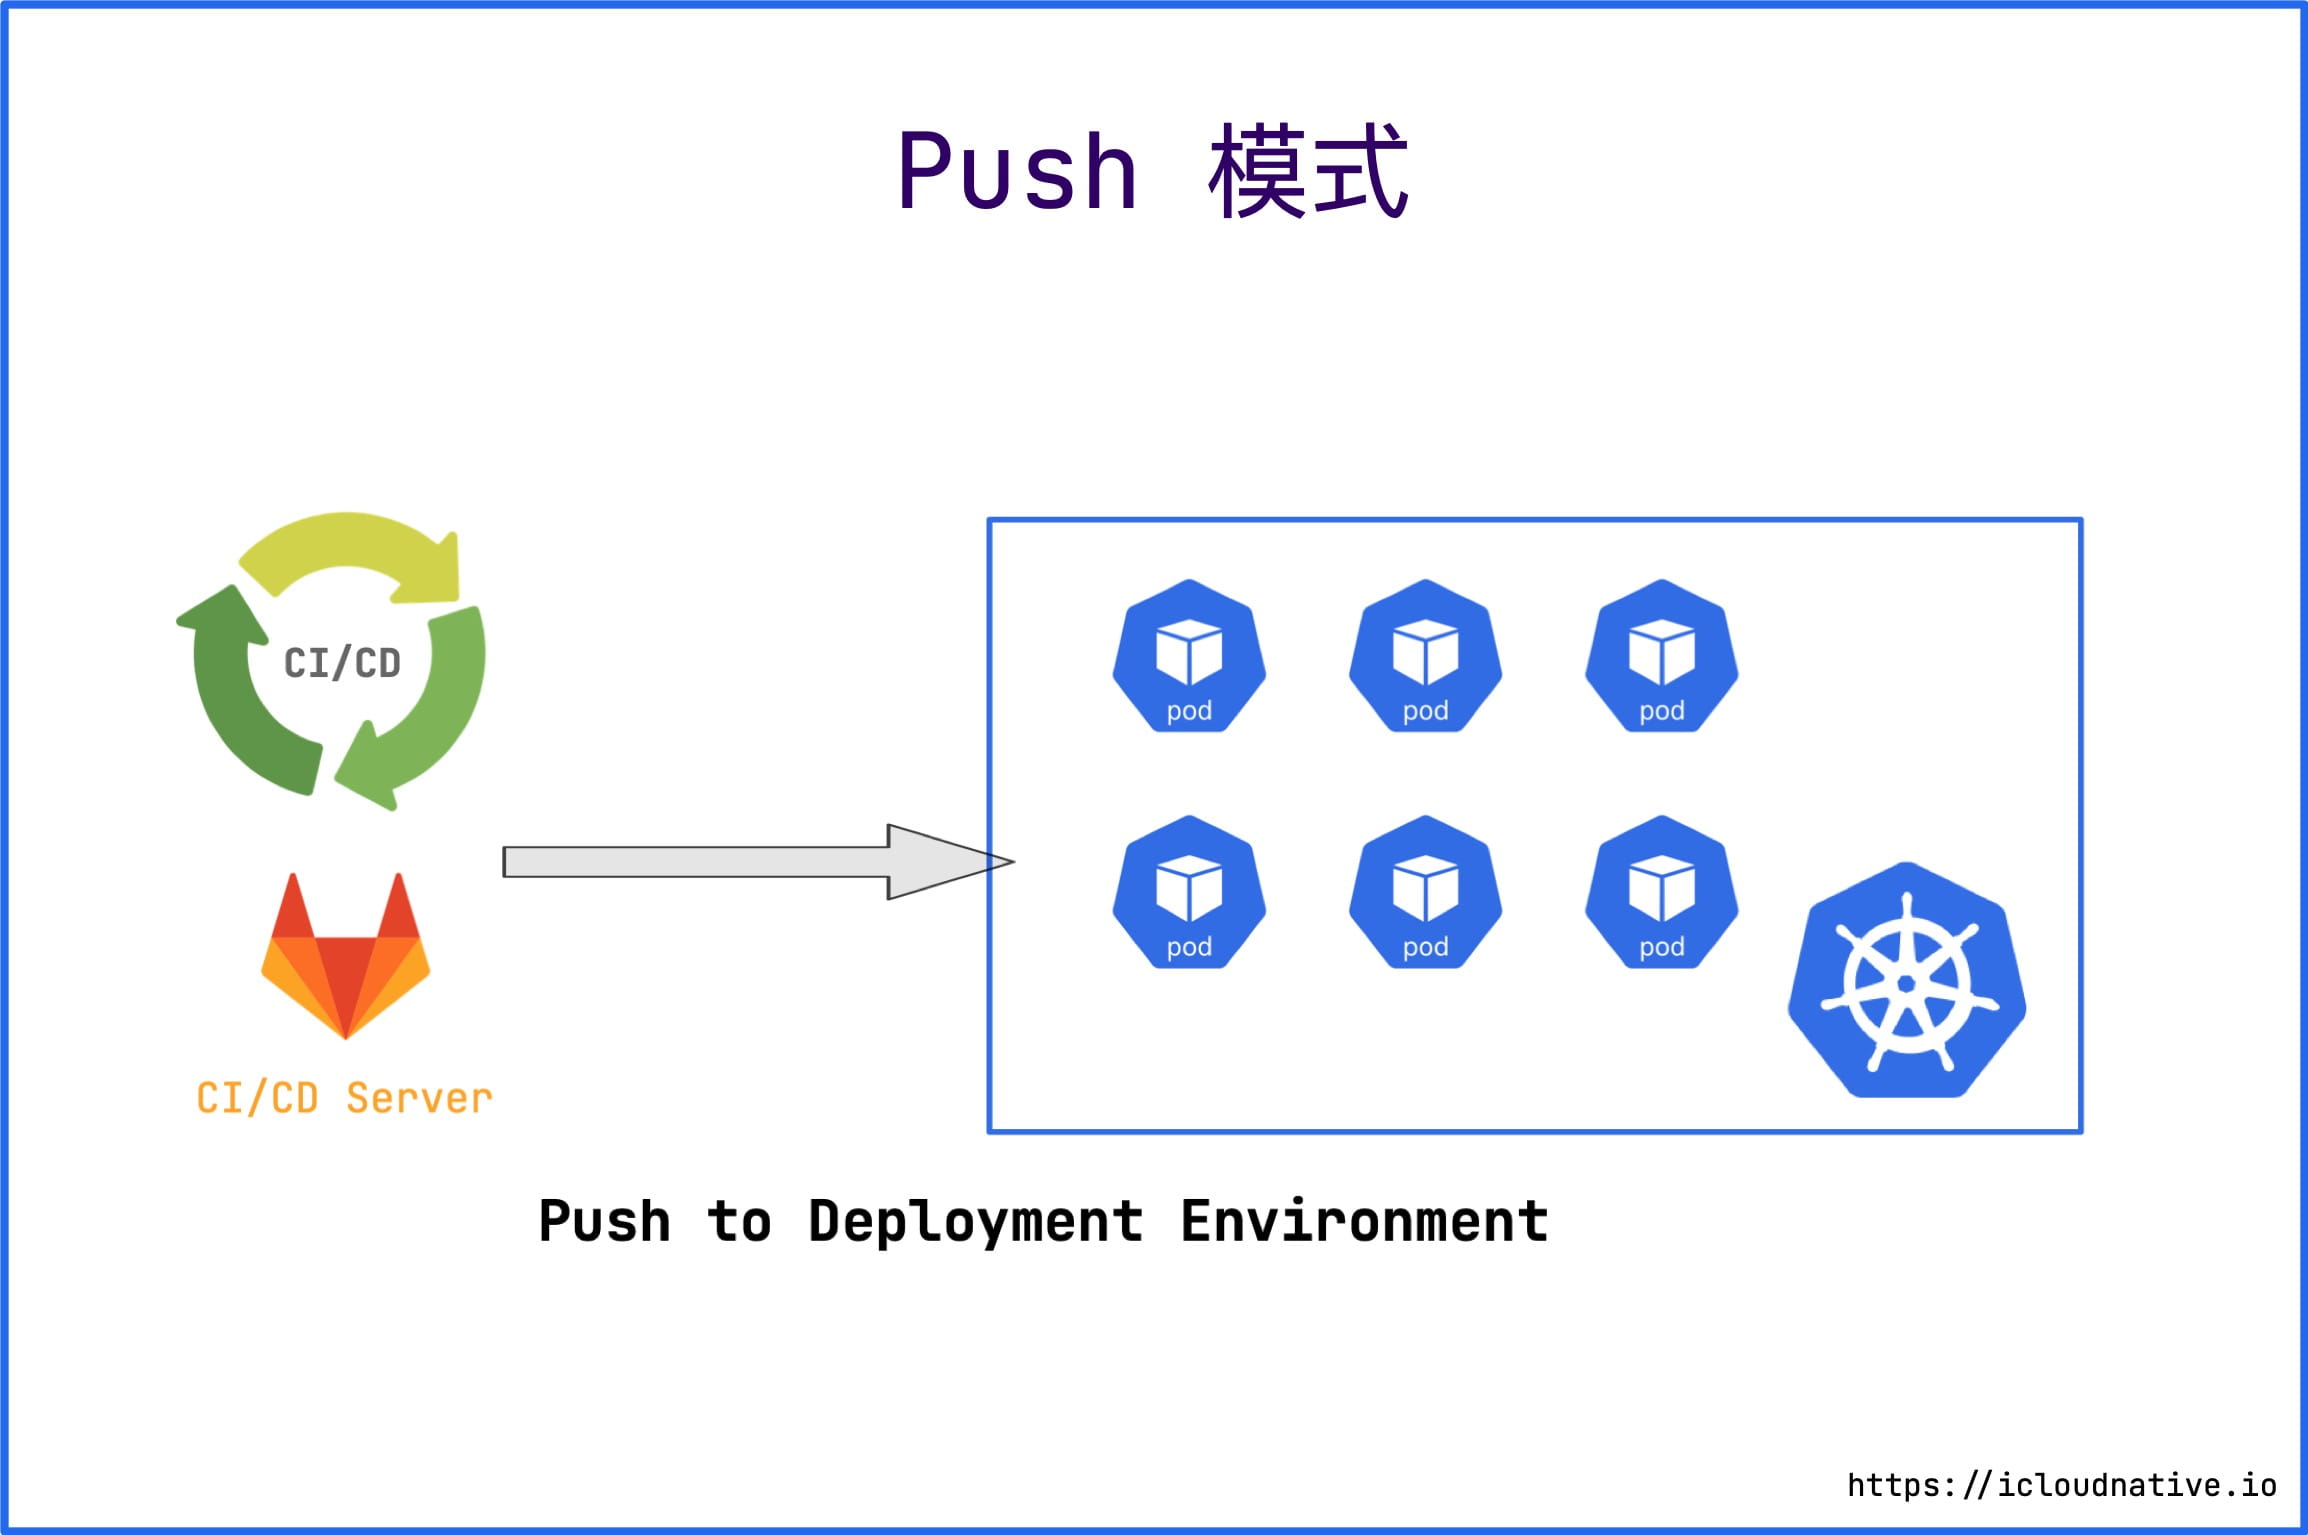 Push 模式
CI/CD
pod pod pod
pod pod pod
CI/CD Server
Push to Deployment Environment
https://icloudnative.io